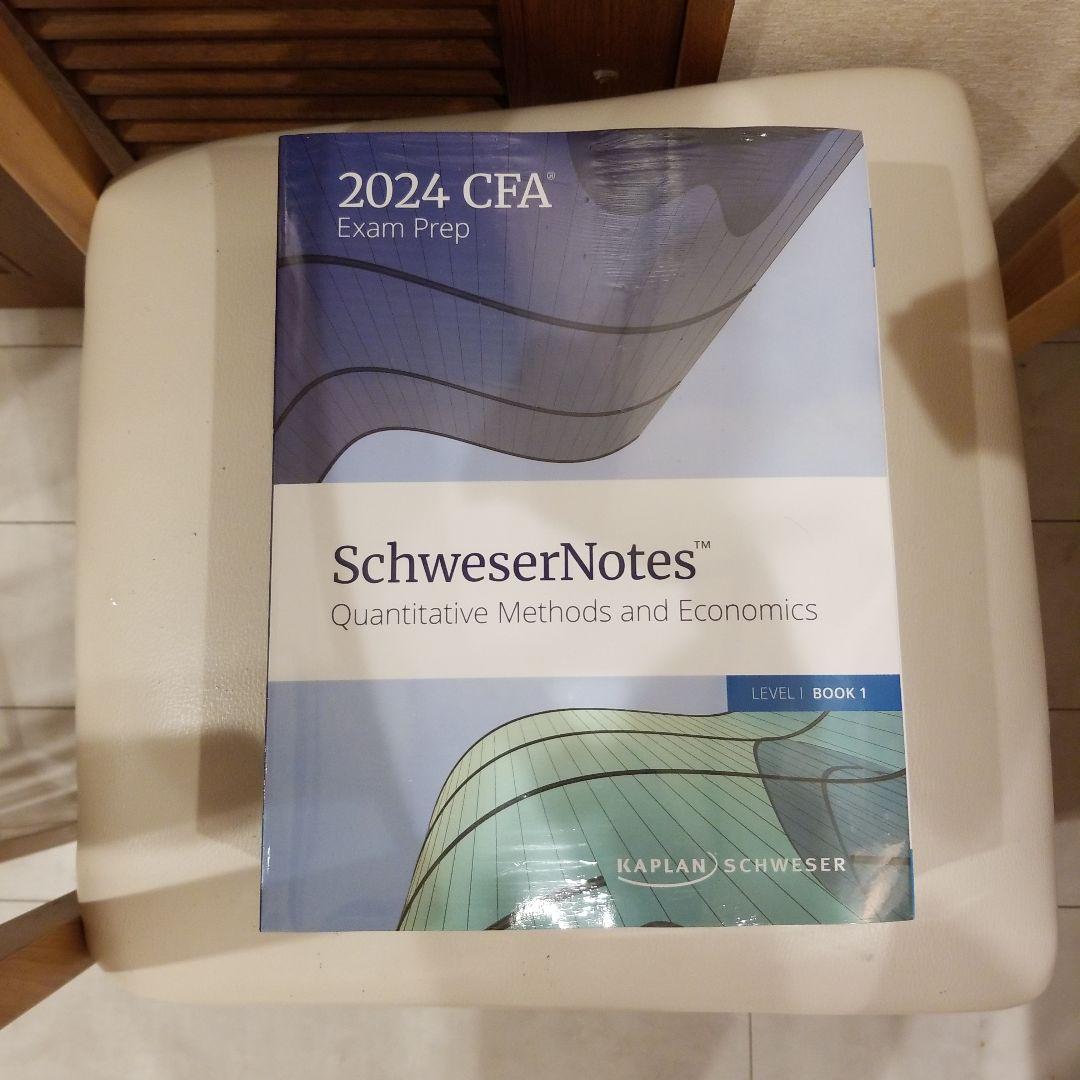 2024 CFA®
Exam Prep
SchweserNotes™
Quantitative Methods and Economics
LEVEL I BOOK 1
KAPLAN SCHWESER